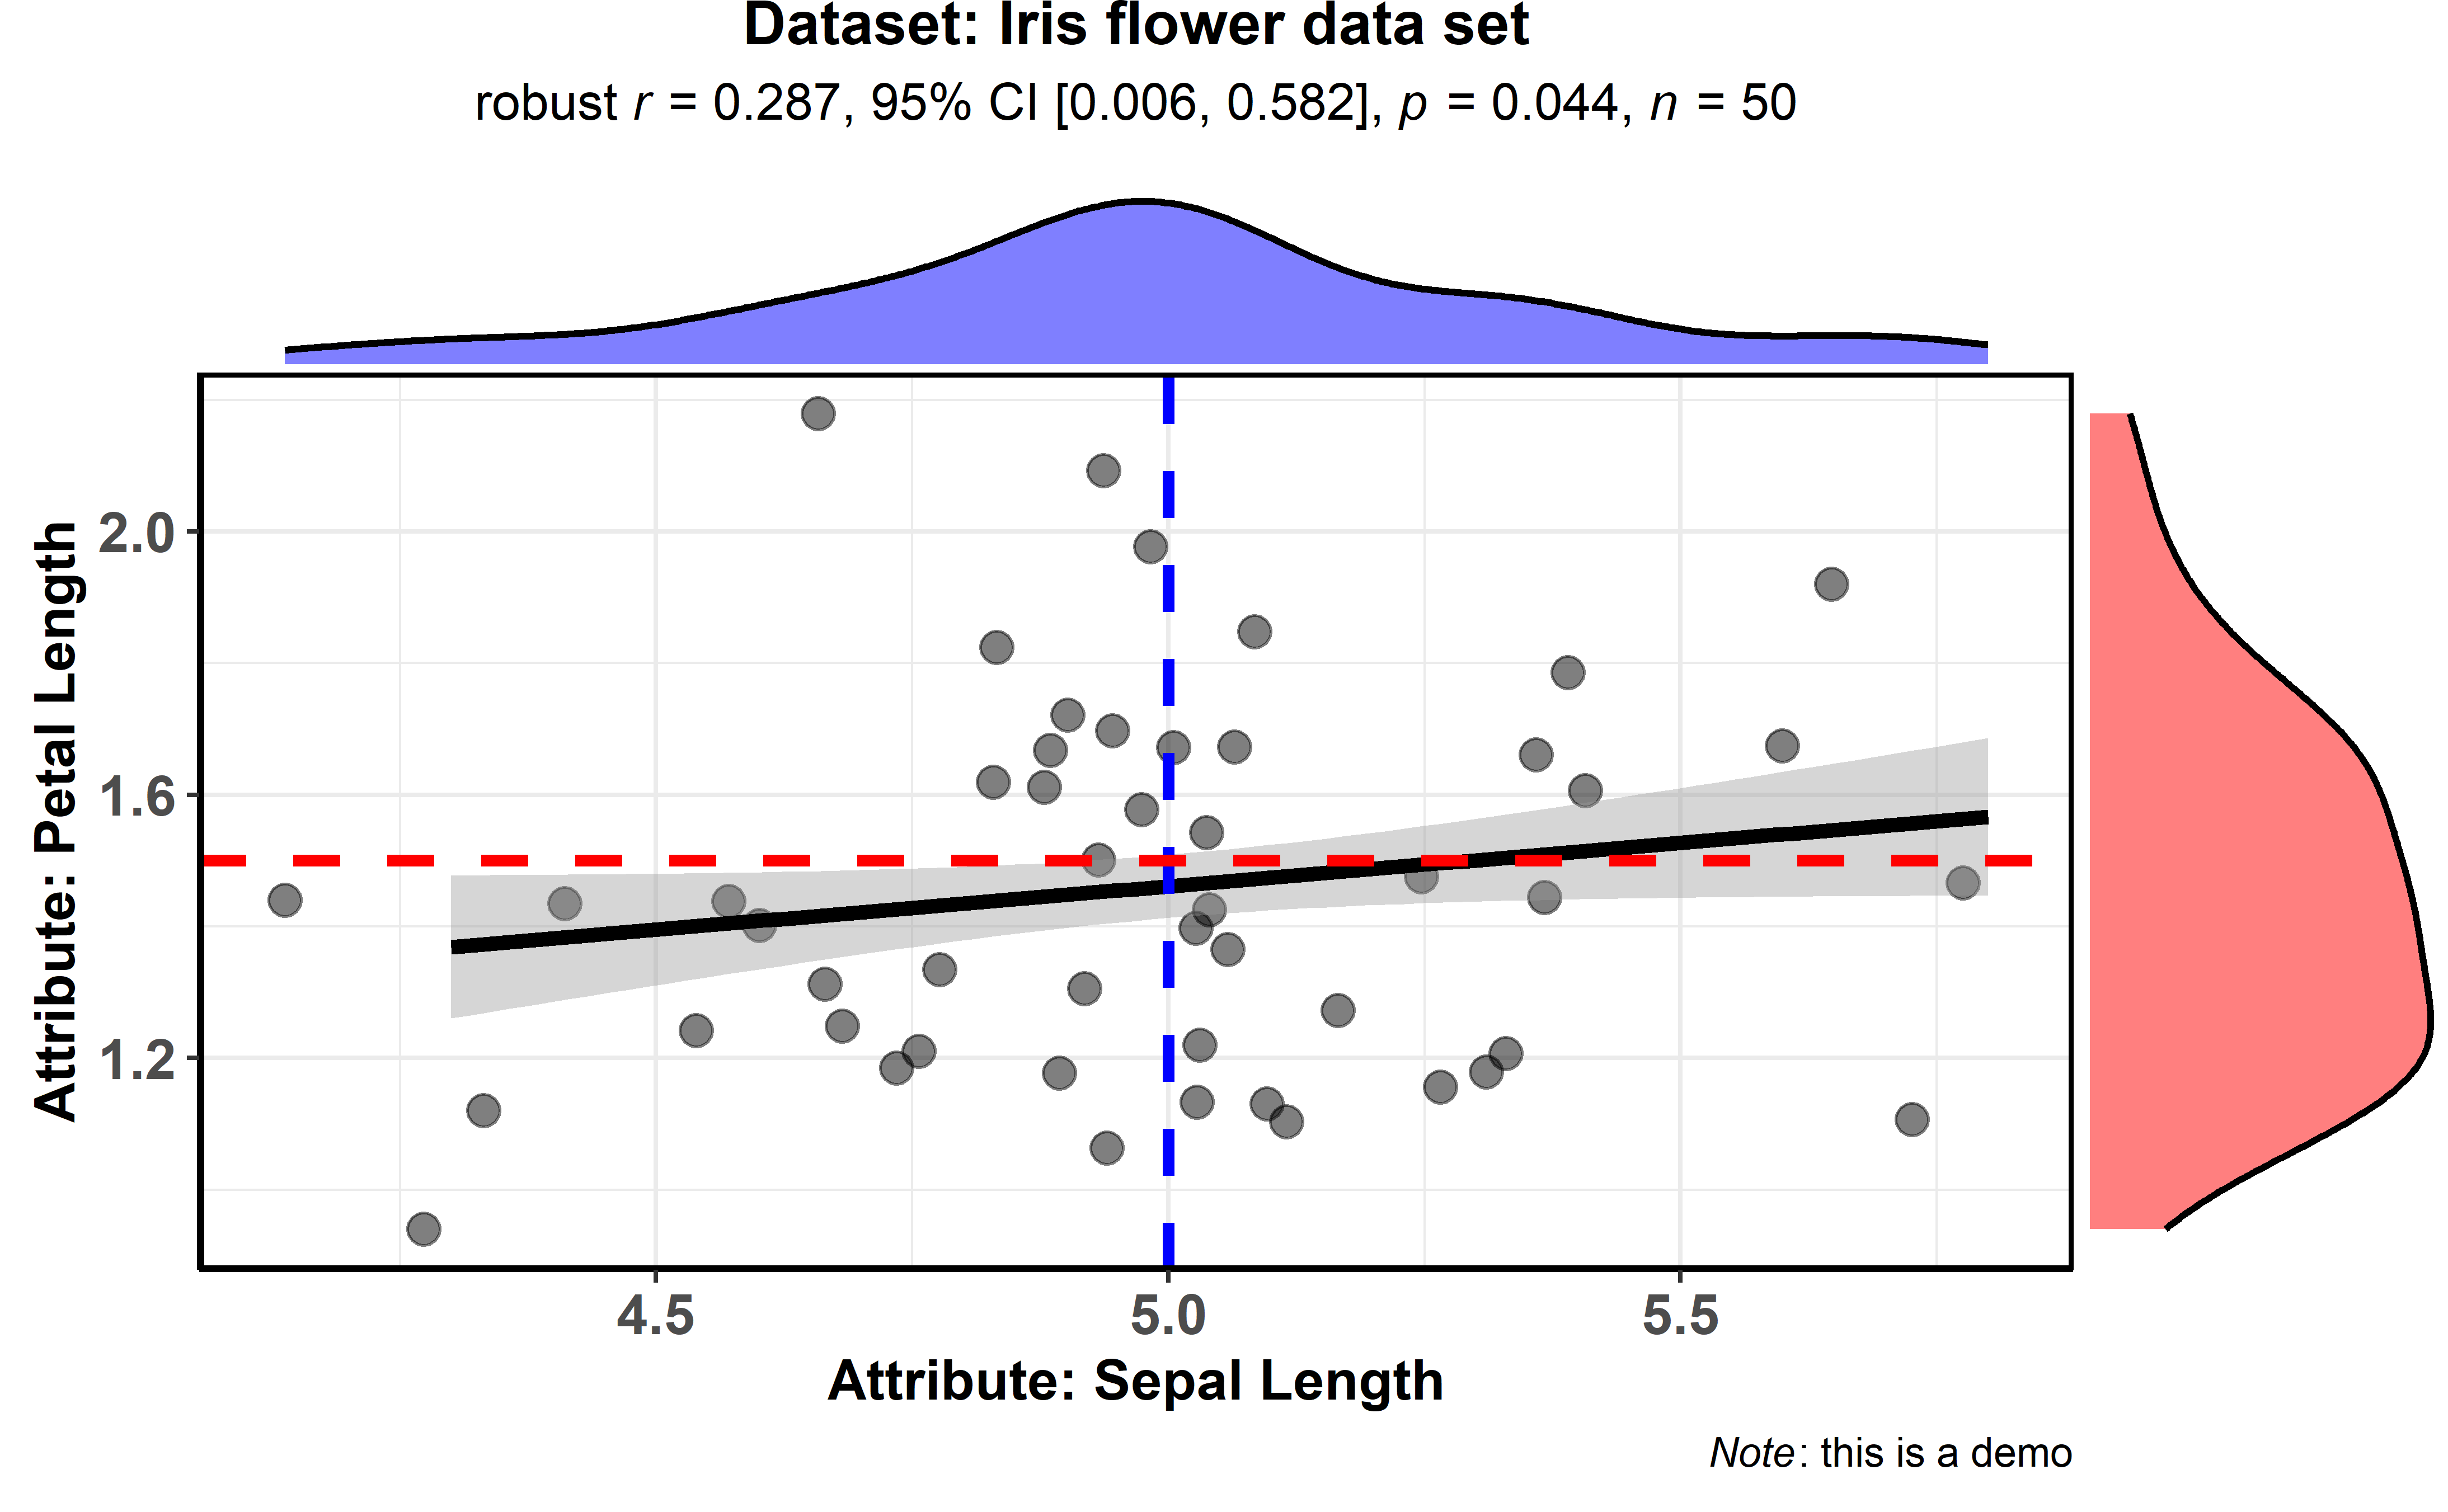 Dataset: Iris flower data set
robust r = 0.287, 95% CI [0.006, 0.582], p = 0.044, n = 50
Attribute: Petal Length
2.0
1.6
1.2
4.5 5.0 5.5
Attribute: Sepal Length
Note: this is a demo